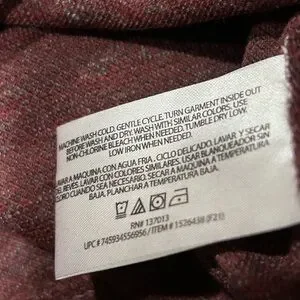 MACHINE WASH COLD, GENTLE CYCLE. TURN GARMENT INSIDE OUT
BEFORE WASH AND DRY. WASH WITH SIMILAR COLORS. USE
NON-CHLORINE BLEACH WHEN NEEDED. TUMBLE DRY LOW.
LOW IRON WHEN NEEDED.
LAVAR A MAQUINA CON AGUA FRIA. CICLO DELICADO. LAVAR Y SECAR
DEL REVES. LAVAR CON COLORES SIMILARES. USAR BLANQUEADOR SIN
CLORO CUANDO SEA NECESARIO. SECAR A MAQUINA A TEMPERATURA
BAJA. PLANCHAR A TEMPERATURA BAJA.
RN# 137013
UPC# 745934556956 / ITEM # 1526438 (F21)